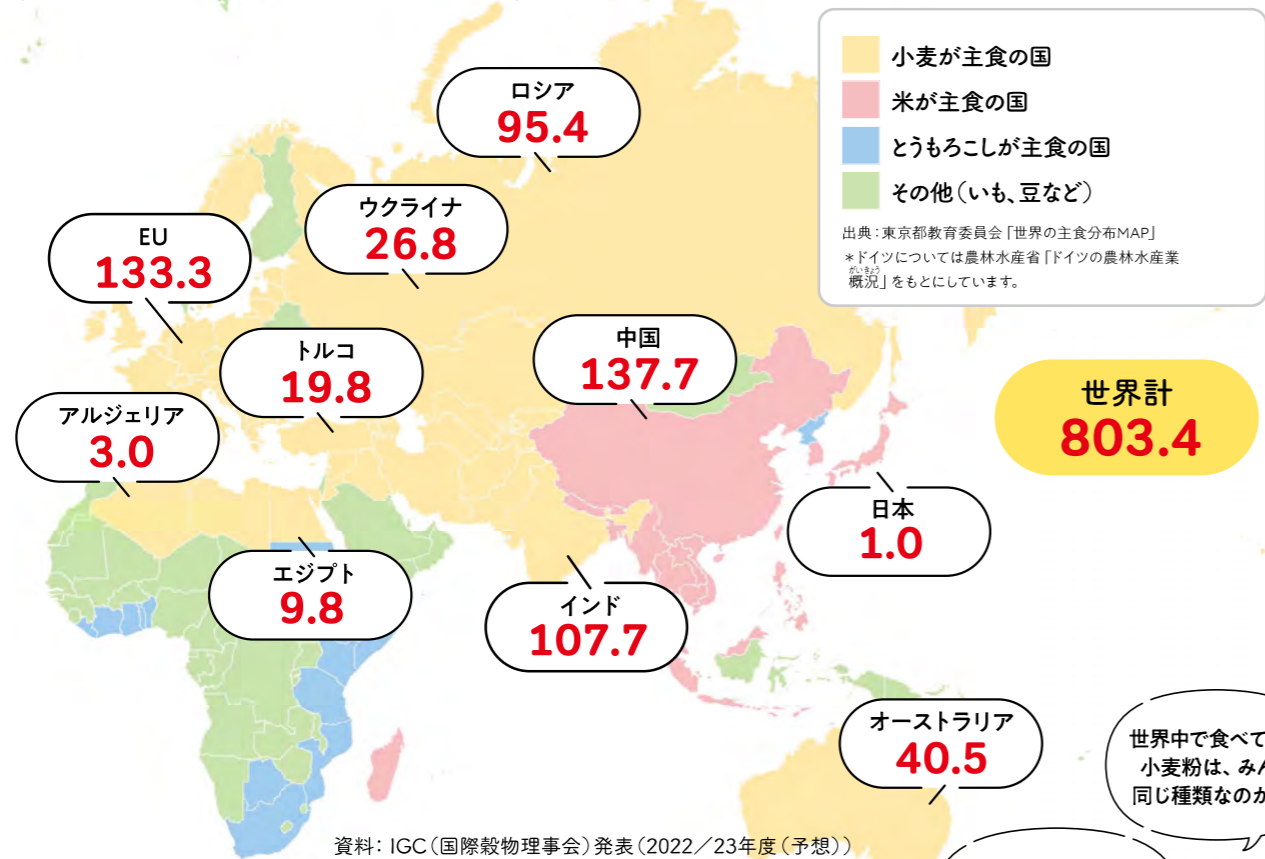 小麦が主食の国
米が主食の国
とうもろこしが主食の国
その他（いも、豆など）
出典：東京都教育委員会「世界の主食分布MAP」
＊ドイツについては農林水産省「ドイツの農林水産業
がいきょう
概況」をもとにしています。
ロシア
95.4
ウクライナ
26.8
EU
133.3
トルコ
19.8
中国
137.7
世界計
803.4
アルジェリア
3.0
日本
1.0
エジプト
9.8
インド
107.7
オーストラリア
40.5
世界中で食べて
小麦粉は、みん
同じ種類なのか
資料：IGC（国際穀物理事会）発表（2022／23年度（予想））